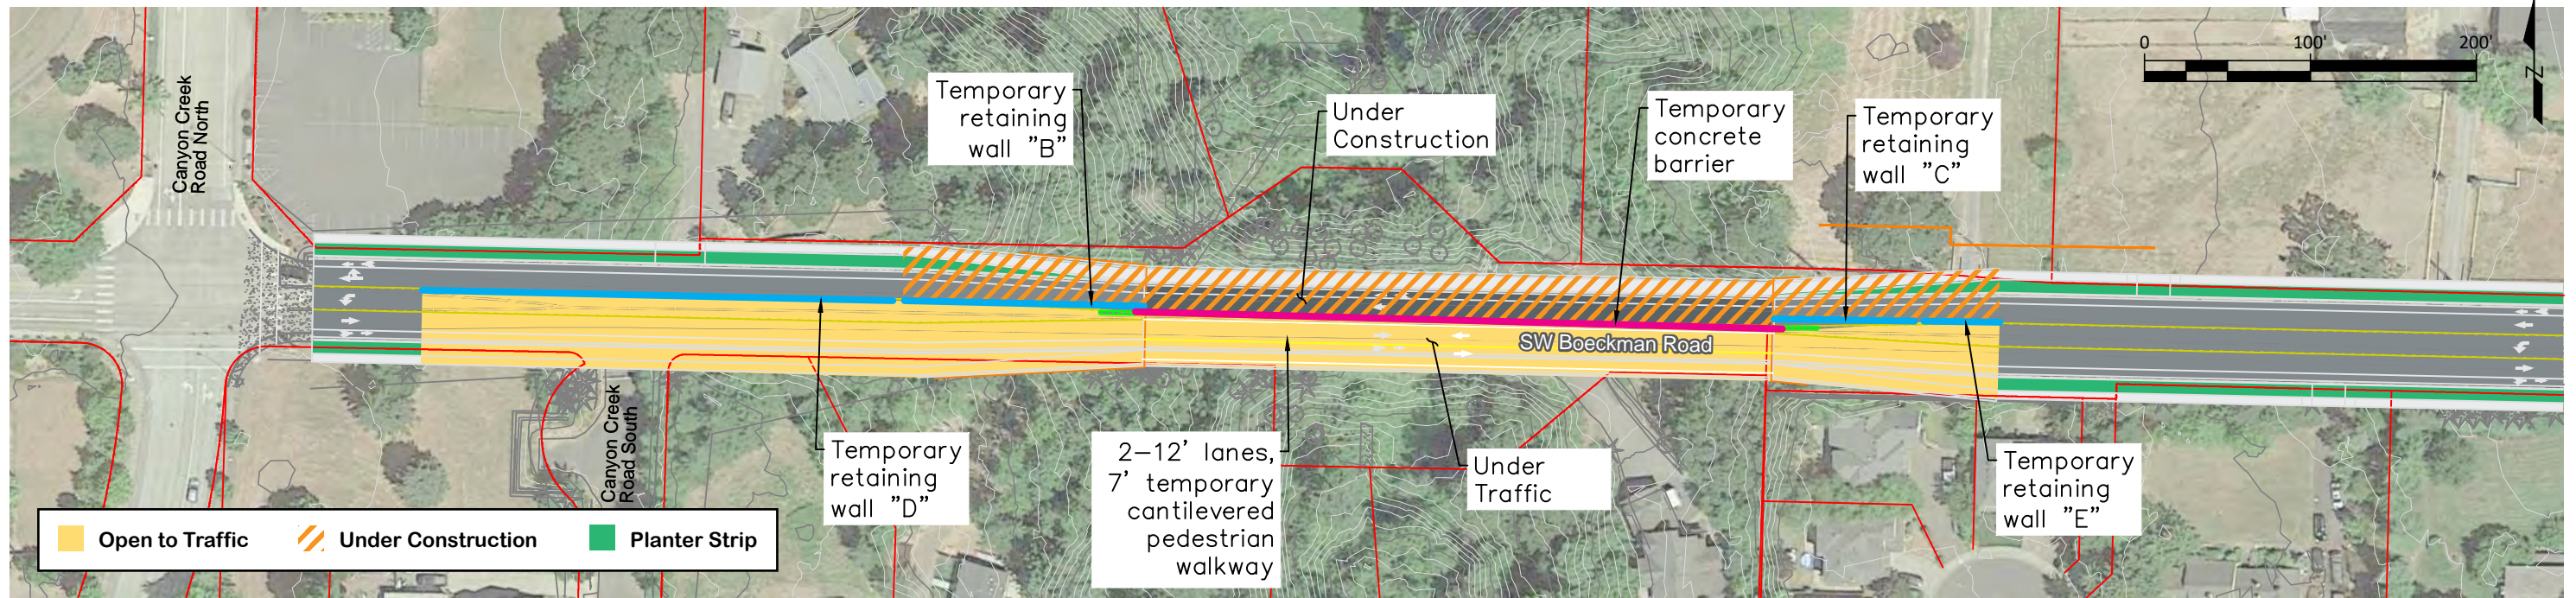 Canyon Creek
Road North
Temporary
retaining
wall "B"
Under
Construction
Temporary
concrete
barrier
Temporary
retaining
wall "C"
0 100' 200'
N
SW Boeckman Road
Canyon Creek
Road South
Temporary
retaining
wall "D"
2-12' lanes,
7' temporary
cantilevered
pedestrian
walkway
Under
Traffic
Temporary
retaining
wall "E"
Open to Traffic
Under Construction
Planter Strip